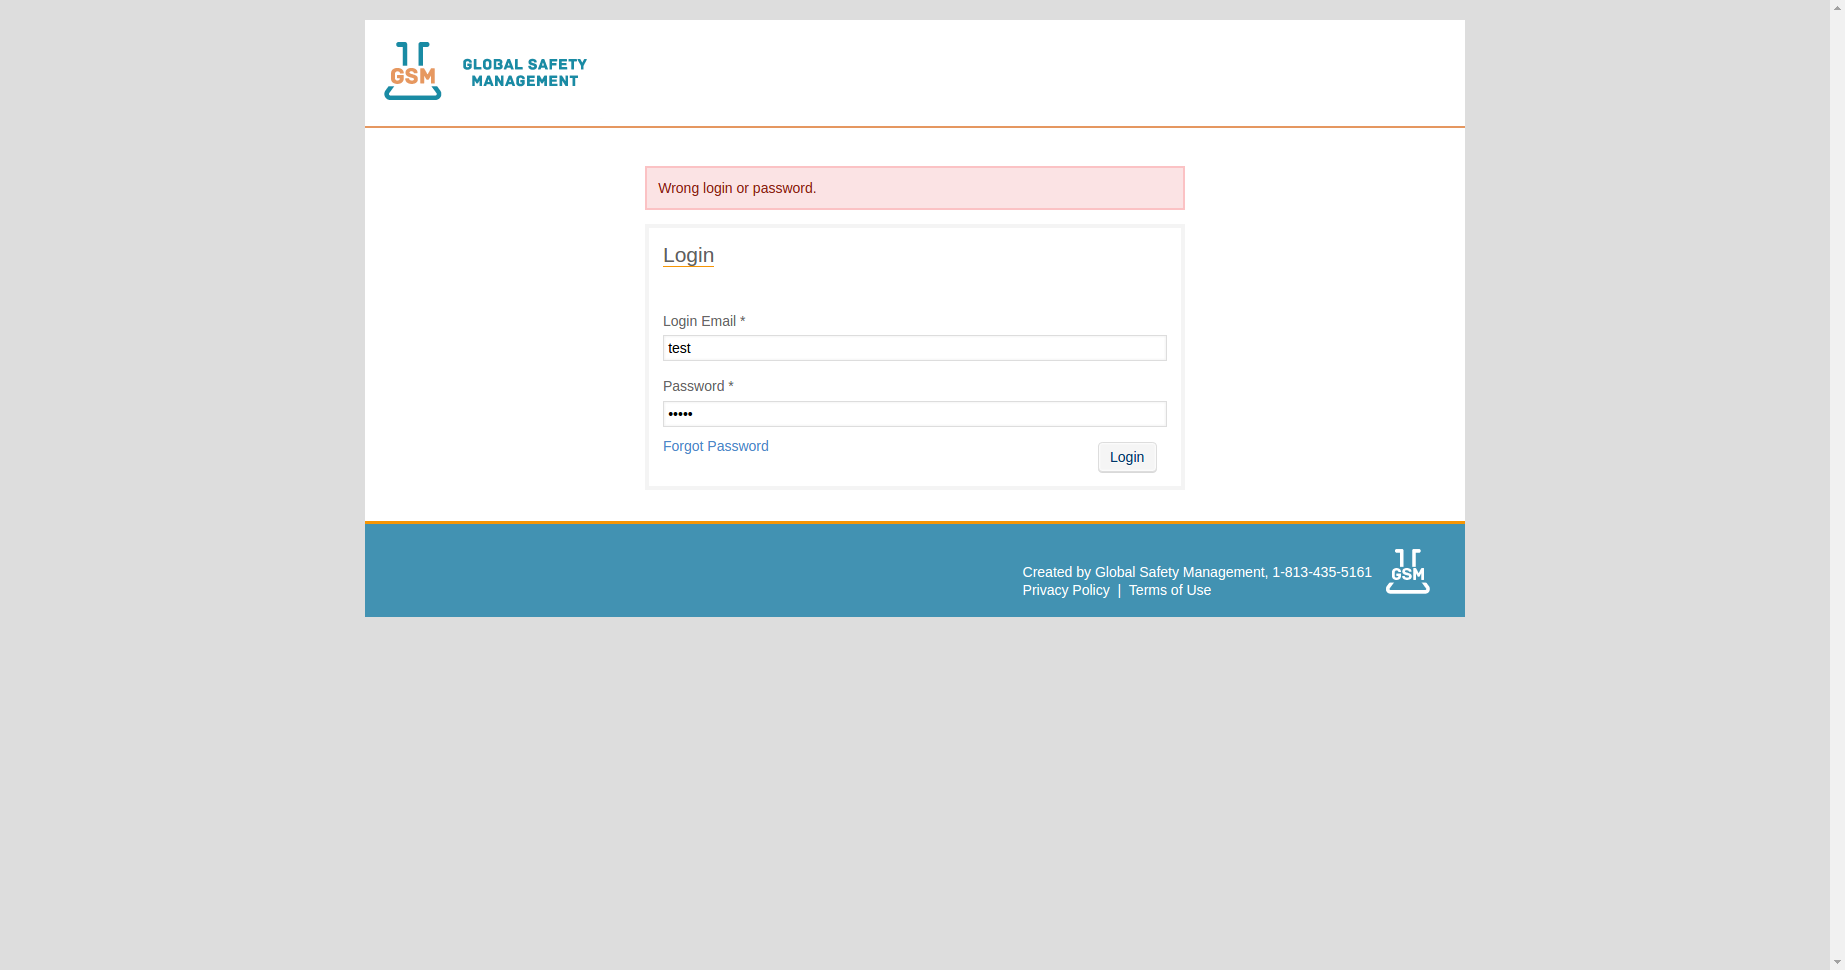 GSM
GLOBAL SAFETY
MANAGEMENT
Wrong login or password.
Login
Login Email *
test
Password *
•••••
Forgot Password
Login
Created by Global Safety Management, 1-813-435-5161
Privacy Policy | Terms of Use
GSM